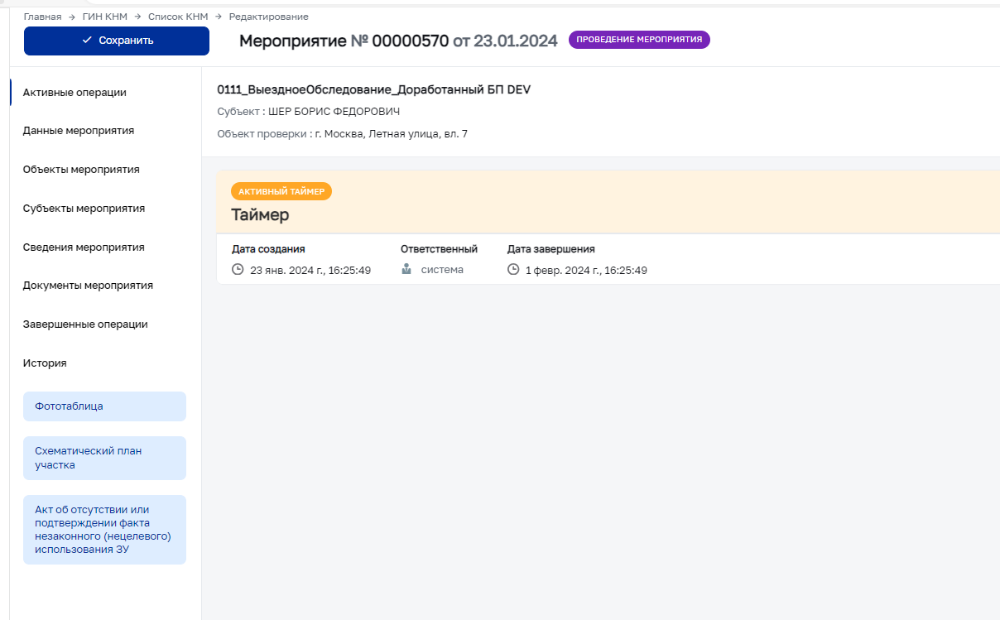 Главная → ГИН КНМ → Список КНМ → Редактирование
Сохранить
Мероприятие № 00000570 от 23.01.2024
ПРОВЕДЕНИЕ МЕРОПРИЯТИЯ
Активные операции
Данные мероприятия
Объекты мероприятия
Субъекты мероприятия
Сведения мероприятия
Документы мероприятия
Завершенные операции
История
Фототаблица
Схематический план
участка
Акт об отсутствии или
подтверждении факта
незаконного (нецелевого)
использования ЗУ
0111_ВыездноеОбследование_Доработанный БП DEV
Субъект : ШЕР БОРИС ФЕДОРОВИЧ
Объект проверки : г. Москва, Летная улица, вл. 7
АКТИВНЫЙ ТАЙМЕР
Таймер
Дата создания
23 янв. 2024 г., 16:25:49
Ответственный
система
Дата завершения
1 февр. 2024 г., 16:25:49